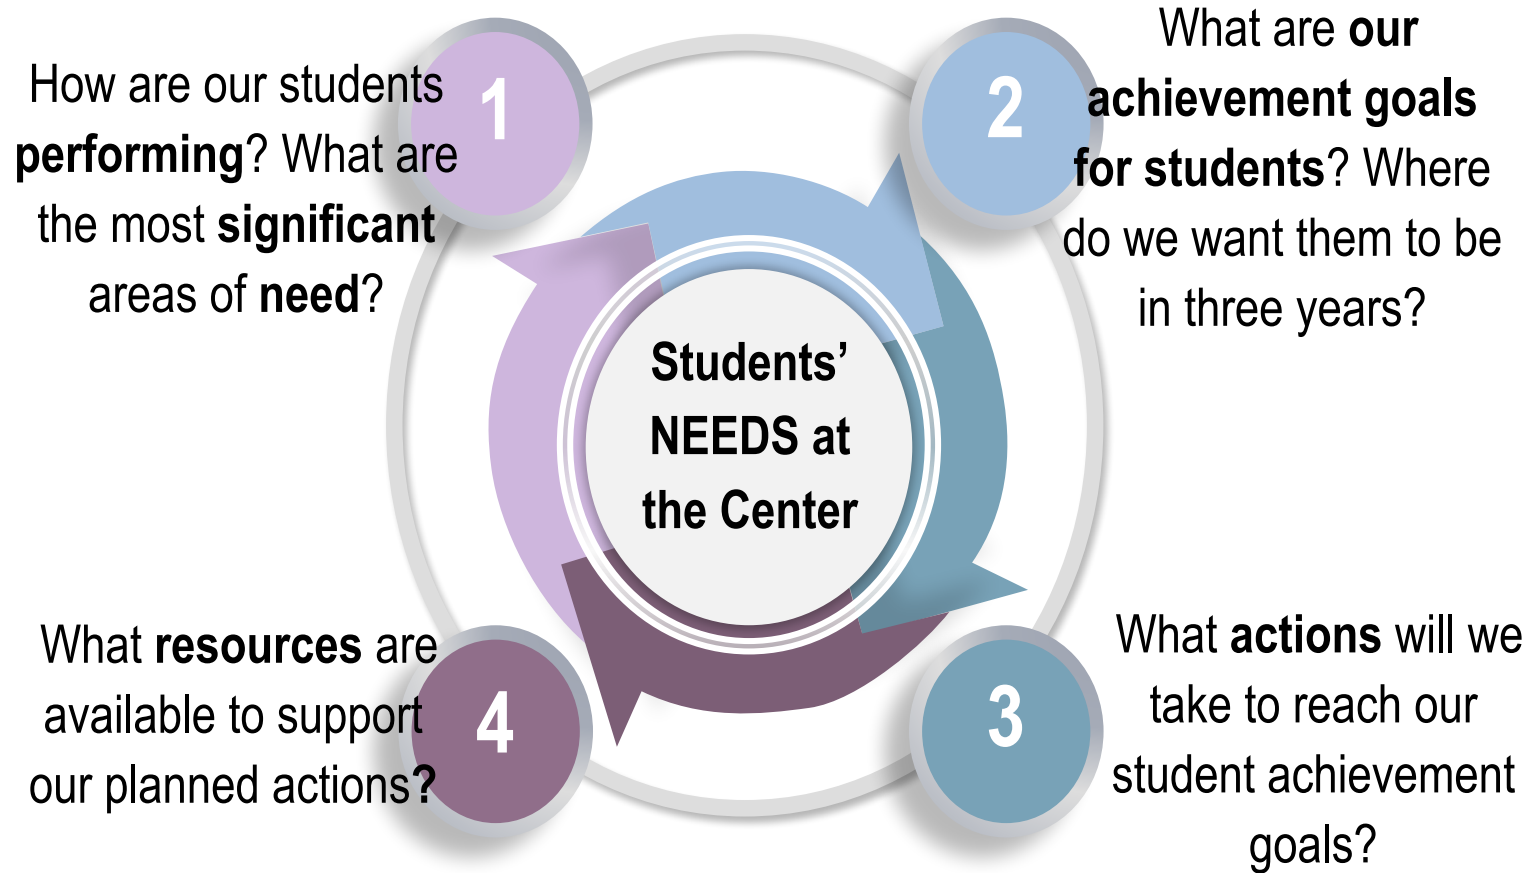 1
How are our students
performing? What are
the most significant
areas of need?
2
What are our
achievement goals
for students? Where
do we want them to be
in three years?
Students’
NEEDS at
the Center
3
What actions will we
take to reach our
student achievement
goals?
4
What resources are
available to support
our planned actions?